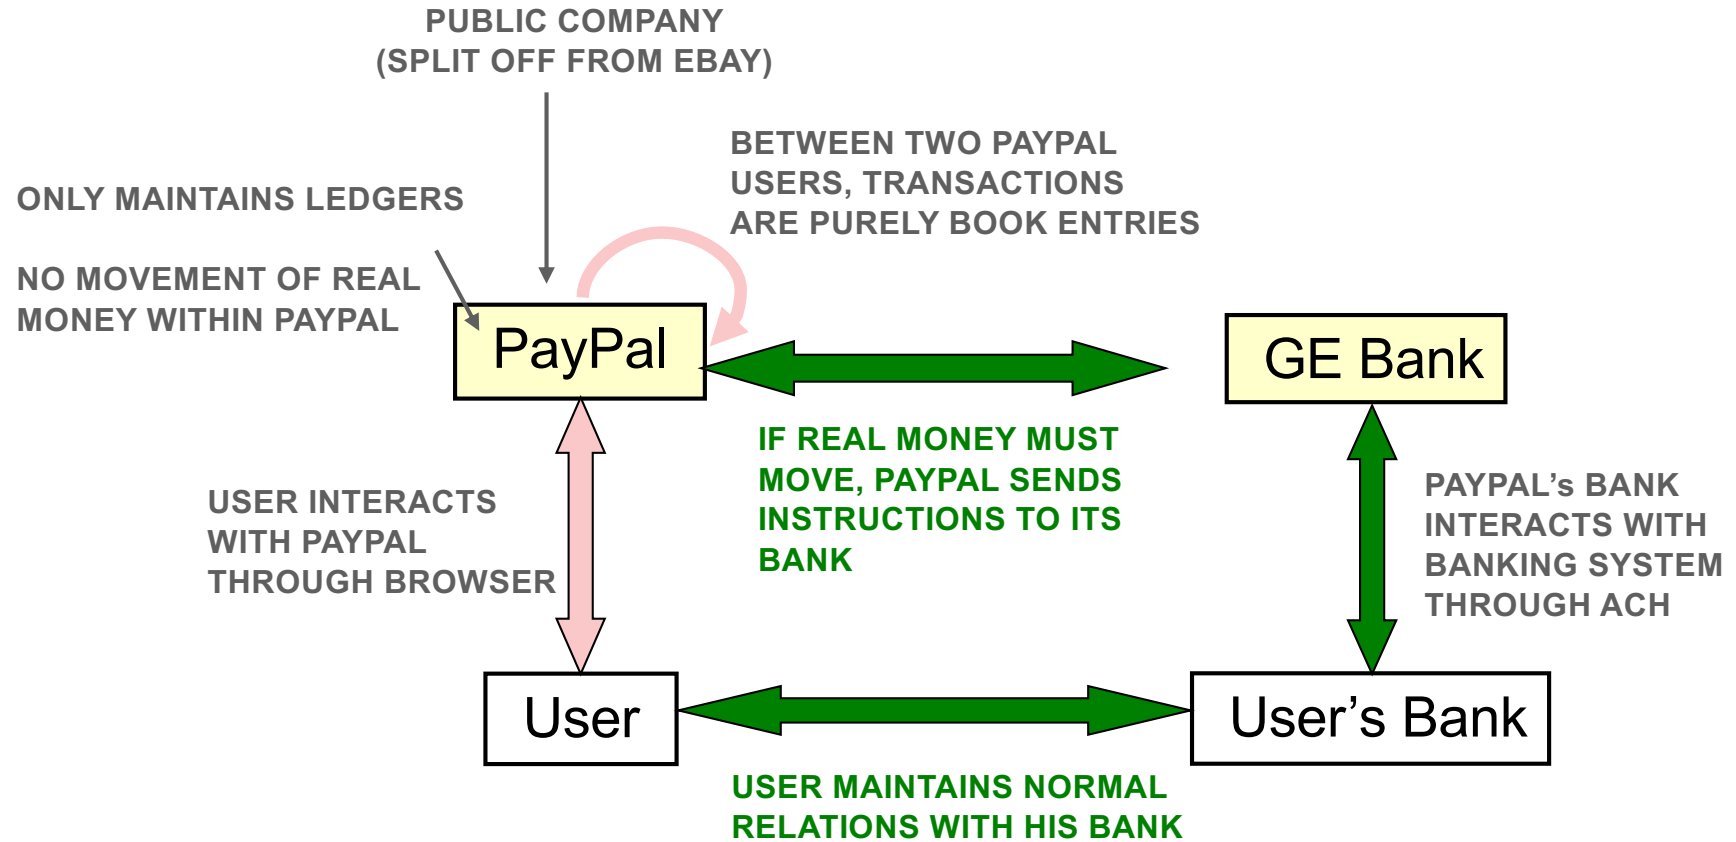 PUBLIC COMPANY
(SPLIT OFF FROM EBAY)
BETWEEN TWO PAYPAL
USERS, TRANSACTIONS
ARE PURELY BOOK ENTRIES
ONLY MAINTAINS LEDGERS
NO MOVEMENT OF REAL
MONEY WITHIN PAYPAL
PayPal
GE Bank
IF REAL MONEY MUST
MOVE, PAYPAL SENDS
INSTRUCTIONS TO ITS
BANK
USER INTERACTS
WITH PAYPAL
THROUGH BROWSER
PAYPAL’s BANK
INTERACTS WITH
BANKING SYSTEM
THROUGH ACH
User
User’s Bank
USER MAINTAINS NORMAL
RELATIONS WITH HIS BANK